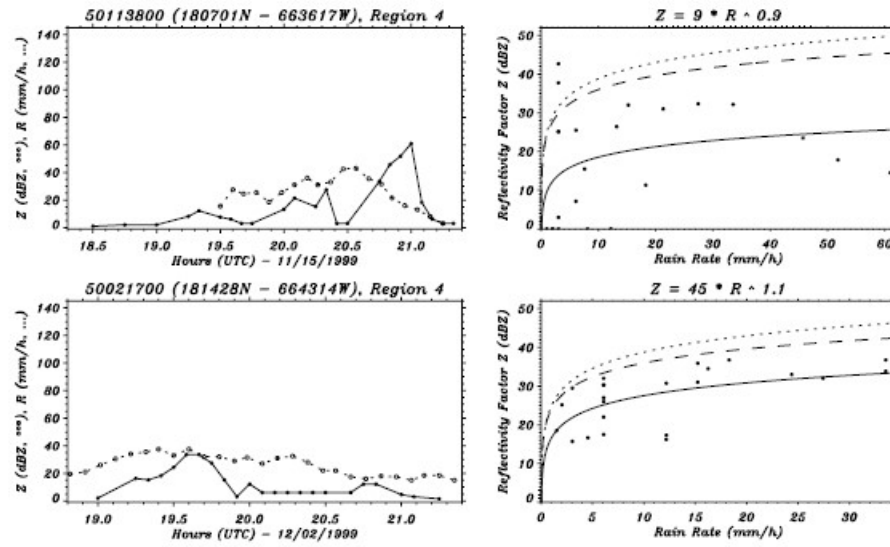 50113800 (180701N - 663617W), Region 4
Z (dBZ, ***), R (mm/h, ...)
140
120
100
80
60
40
20
0
18.5 19.0 19.5 20.0 20.5 21.0
Hours (UTC) - 11/15/1999
Z = 9 * R ^ 0.9
Reflectivity Factor Z (dBZ)
50
40
30
20
10
0
0 10 20 30 40 50 60
Rain Rate (mm/h)
50021700 (181428N - 664314W), Region 4
Z (dBZ, ***), R (mm/h, ...)
140
120
100
80
60
40
20
0
19.0 19.5 20.0 20.5 21.0
Hours (UTC) - 12/02/1999
Z = 45 * R ^ 1.1
Reflectivity Factor Z (dBZ)
50
40
30
20
10
0
0 5 10 15 20 25 30
Rain Rate (mm/h)